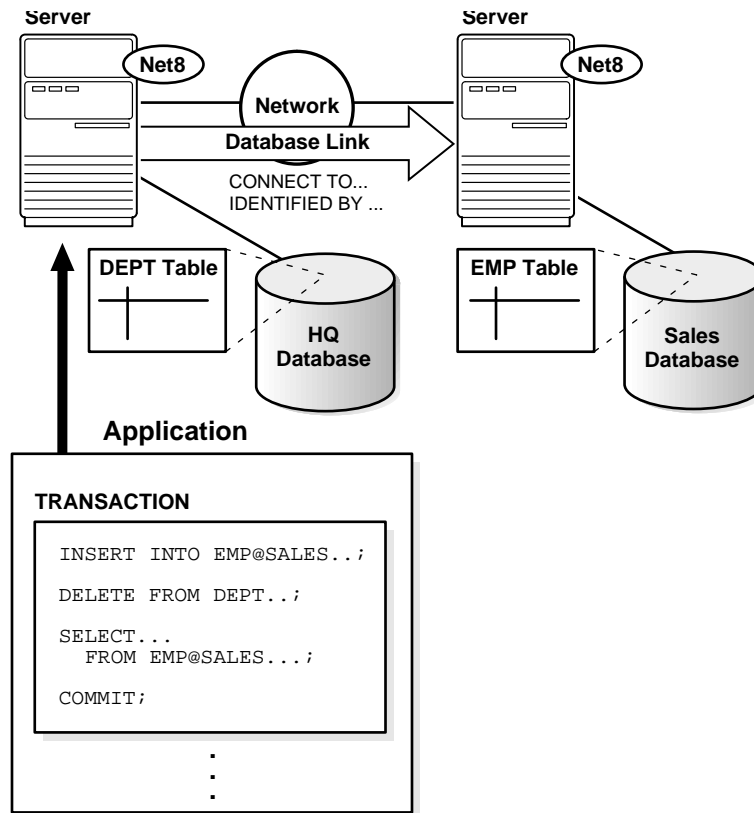 Server
Server
Net8
Net8
Network
Database Link
CONNECT TO...
IDENTIFIED BY ...
DEPT Table
EMP Table
HQ
Database
Sales
Database
Application
TRANSACTION
INSERT INTO EMP@SALES..;
DELETE FROM DEPT..;
SELECT...
FROM EMP@SALES...;
COMMIT;
.
.
.